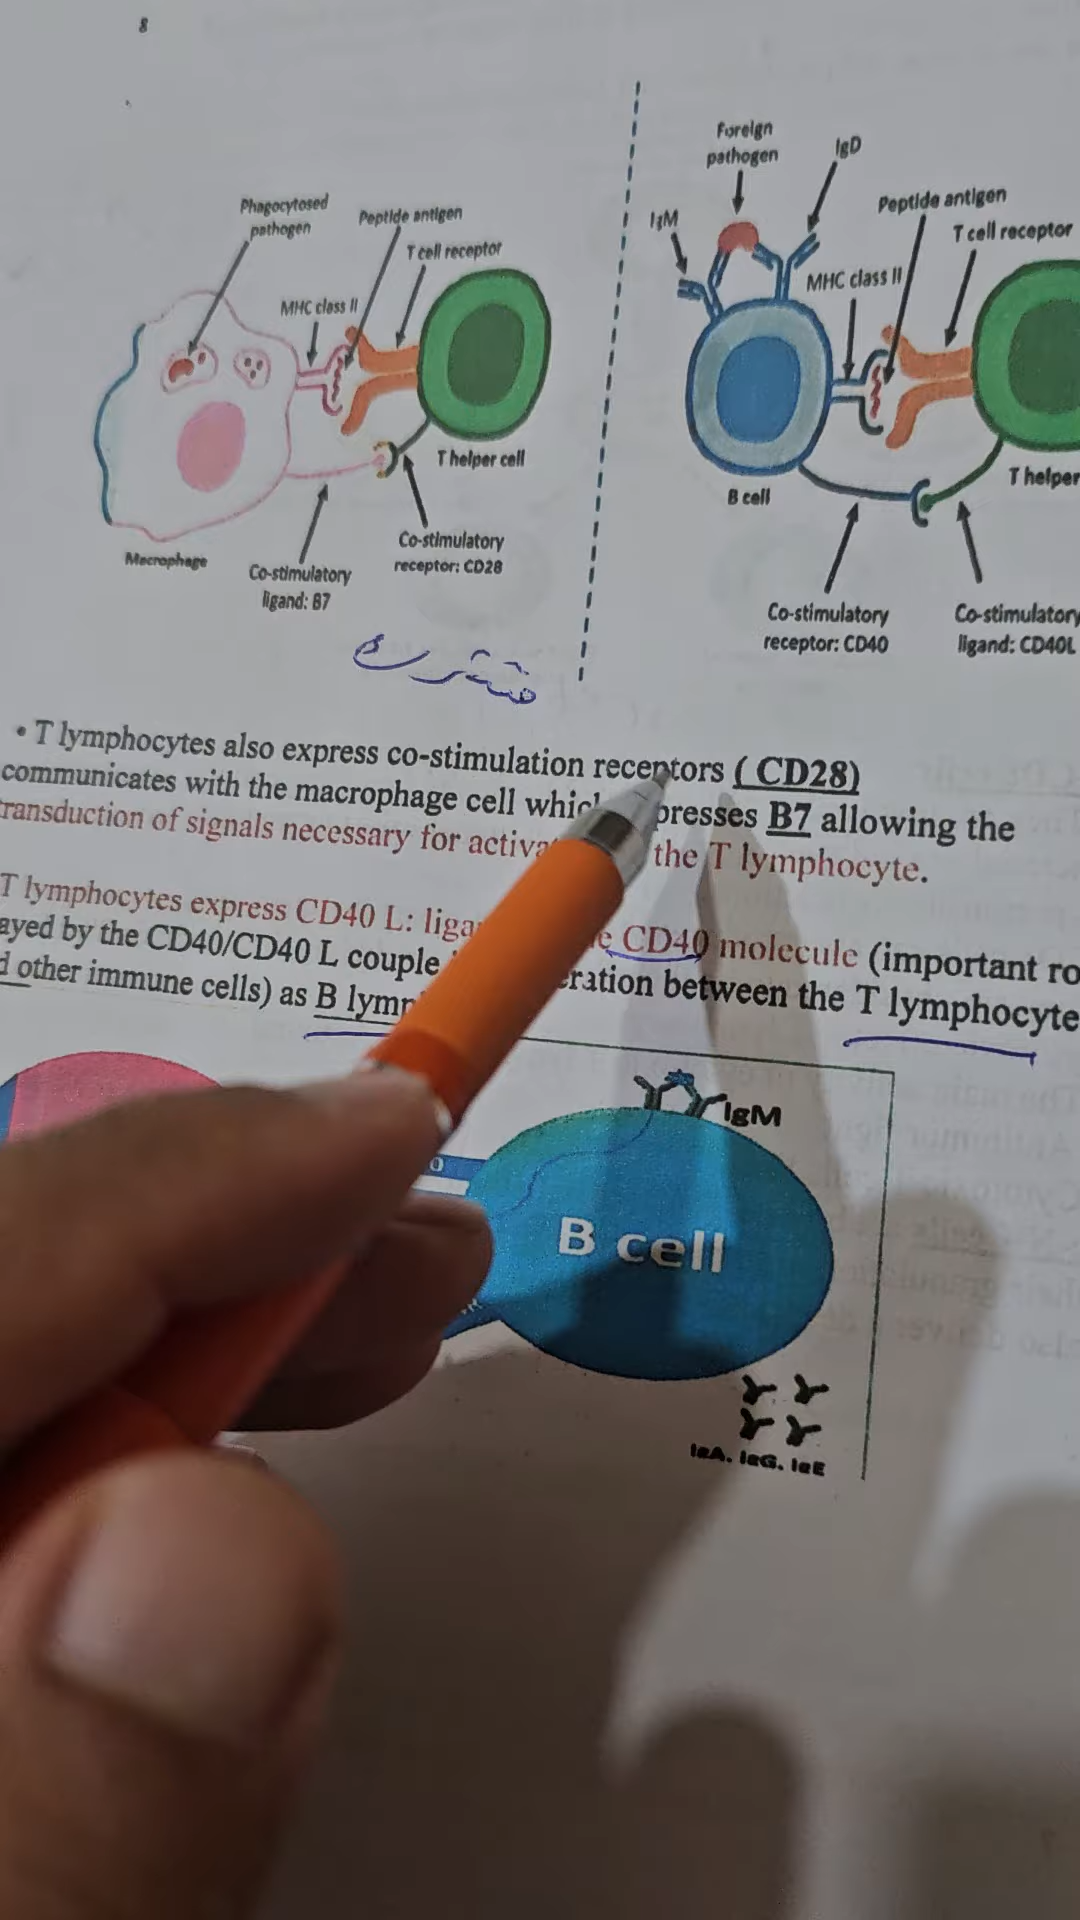 8
Phagocytosed
pathogen
Peptide antigen
T cell receptor
MHC class II
T helper cell
Co-stimulatory
receptor: CD28
Macrophage
Co-stimulatory
ligand: B7
Foreign
pathogen
IgD
IgM
Peptide antigen
T cell receptor
MHC class II
B cell
T helper
Co-stimulatory
receptor: CD40
Co-stimulatory
ligand: CD40L
• T lymphocytes also express co-stimulation receptors ( CD28)
communicates with the macrophage cell which presses B7 allowing the
transduction of signals necessary for activa the T lymphocyte.
T lymphocytes express CD40 L: liga e CD40 molecule (important ro
ayed by the CD40/CD40 L couple eration between the T lymphocyte
d other immune cells) as B lymp
IgM
B cell
IgA. IgG. IgE